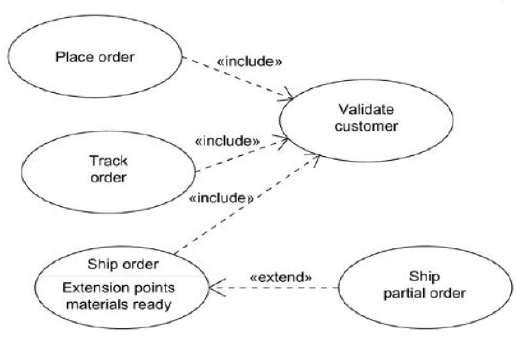 Place order
«include»
Validate
customer
«include»
Track
order
«include»
Ship order
Extension points
materials ready
«extend»
Ship
partial order